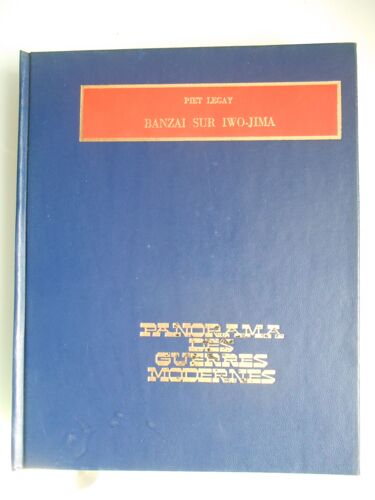 PIET LEGAY
BANZAI SUR IWO-JIMA
PANORAMA
DES
GUERRES
MODERNES